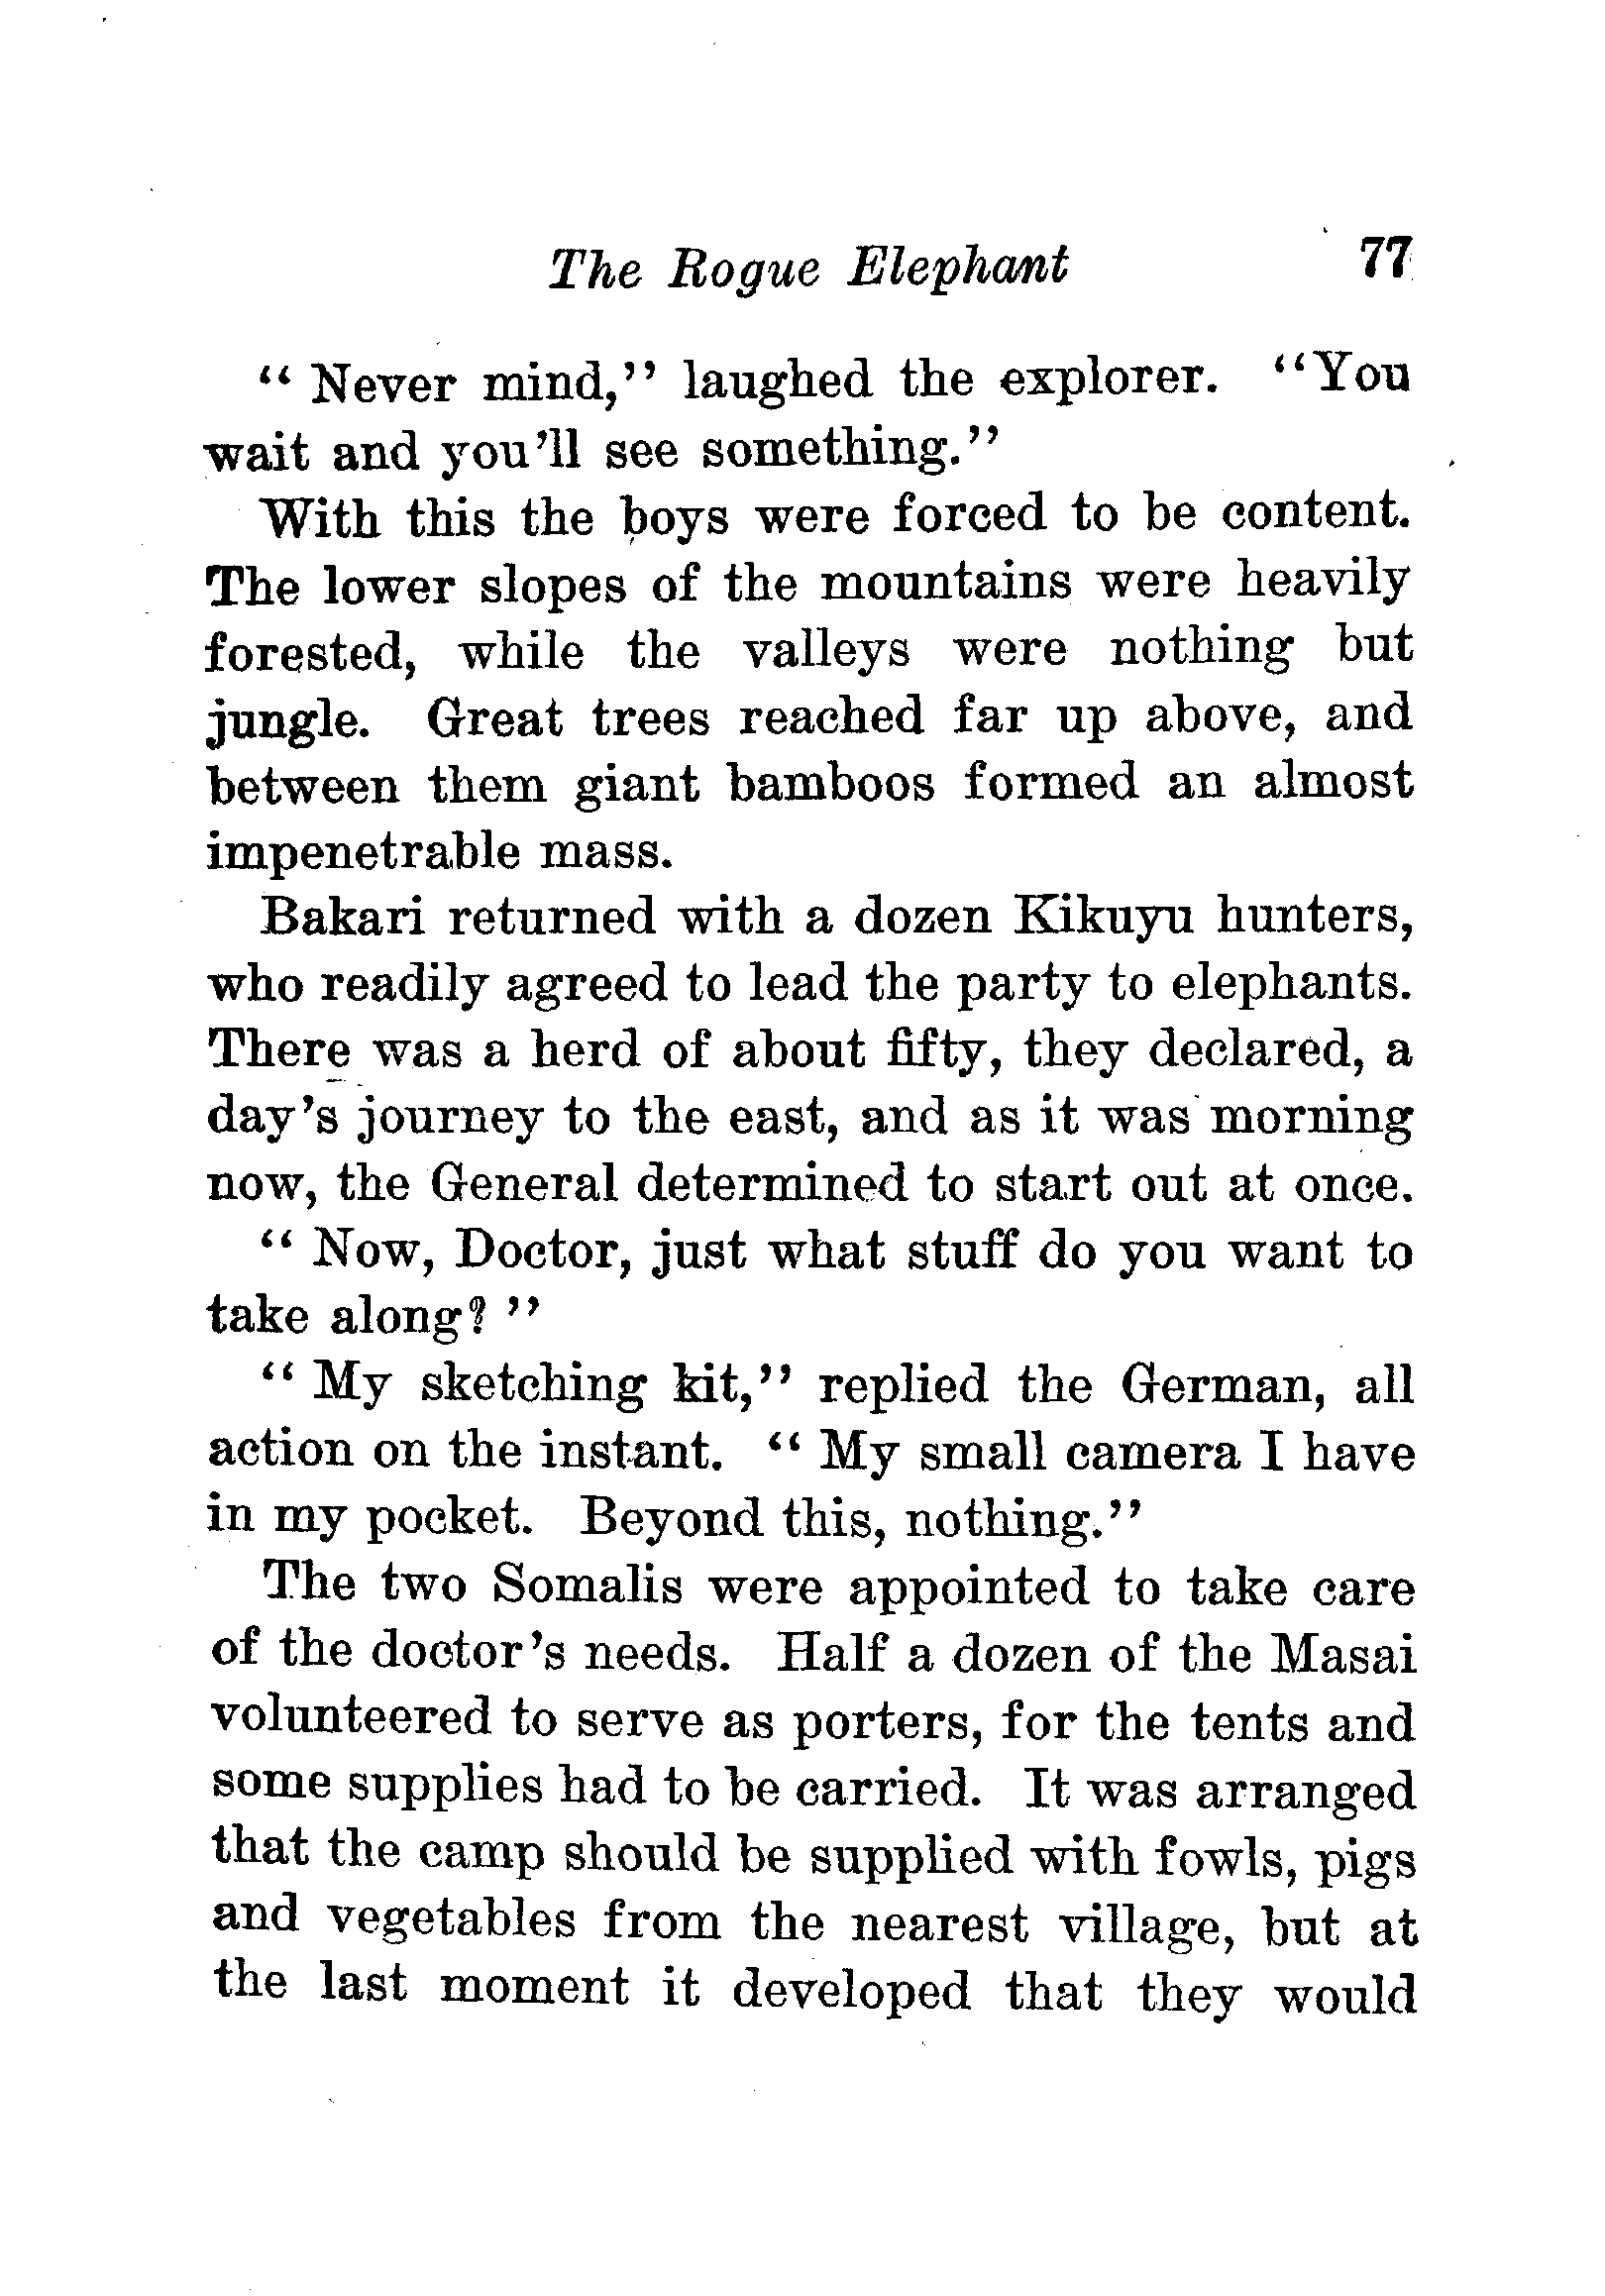 The Rogue Elephant 77
“ Never mind,” laughed the explorer. “You
wait and you’ll see something.”
With this the boys were forced to be content.
The lower slopes of the mountains were heavily
forested, while the valleys were nothing but
jungle. Great trees reached far up above, and
between them giant bamboos formed an almost
impenetrable mass.
Bakari returned with a dozen Kikuyu hunters,
who readily agreed to lead the party to elephants.
There was a herd of about fifty, they declared, a
day’s journey to the east, and as it was morning
now, the General determined to start out at once.
“ Now, Doctor, just what stuff do you want to
take along? ”
“ My sketching kit,” replied the German, all
action on the instant. “ My small camera I have
in my pocket. Beyond this, nothing.”
The two Somalis were appointed to take care
of the doctor’s needs. Half a dozen of the Masai
volunteered to serve as porters, for the tents and
some supplies had to be carried. It was arranged
that the camp should be supplied with fowls, pigs
and vegetables from the nearest village, but at
the last moment it developed that they would